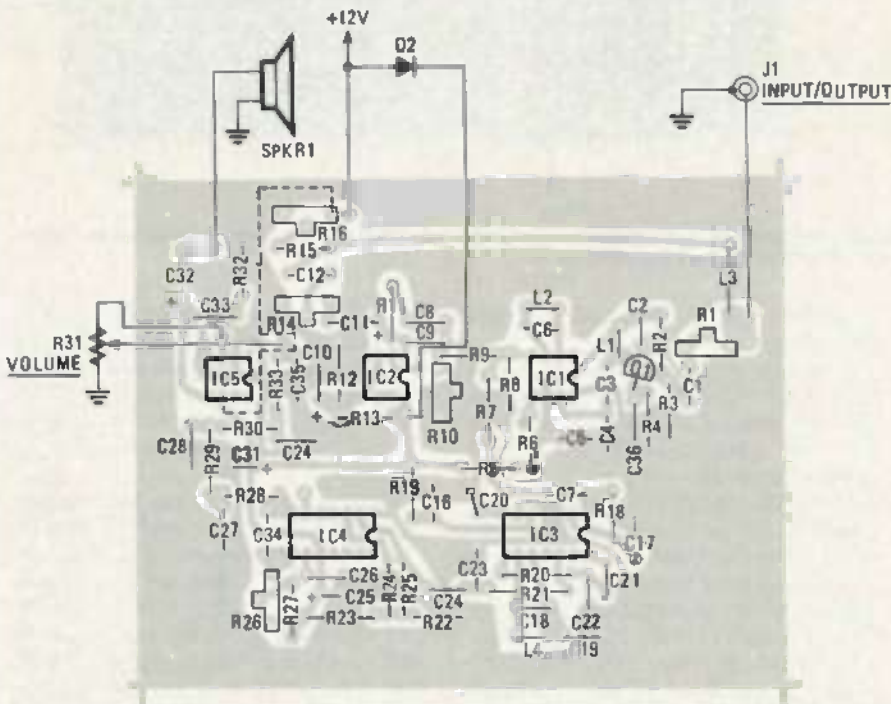 +12V
D2
J1
INPUT/OUTPUT
SPKR1
R16
R15
C32
R32
C12
L3
C33
R14
C11
R11
C8
C9
L2
C6
L1
C2
R2
R1
R31
VOLUME
IC5
R33
C35
C10
R12
IC2
R9
R10
R7
R8
IC1
C3
Q1
C1
R3
R4
C4
C36
R13
R6
C5
C28
R30
R29
C31
C24
R5
R19
R28
C16
C20
C7
R18
C27
C34
IC4
IC3
C17
C21
C23
R26
R27
C26
C25
R23
R24
R25
C24
R22
R20
R21
C18
C22
L4